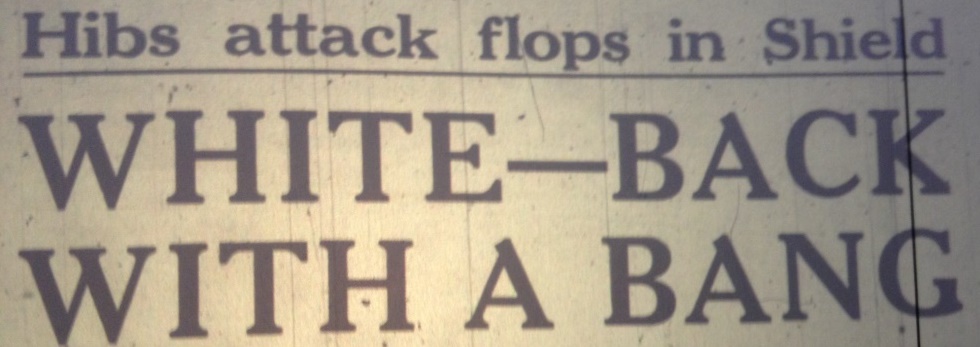 Hibs attack flops in Shield
WHITE—BACK
WITH A BANG